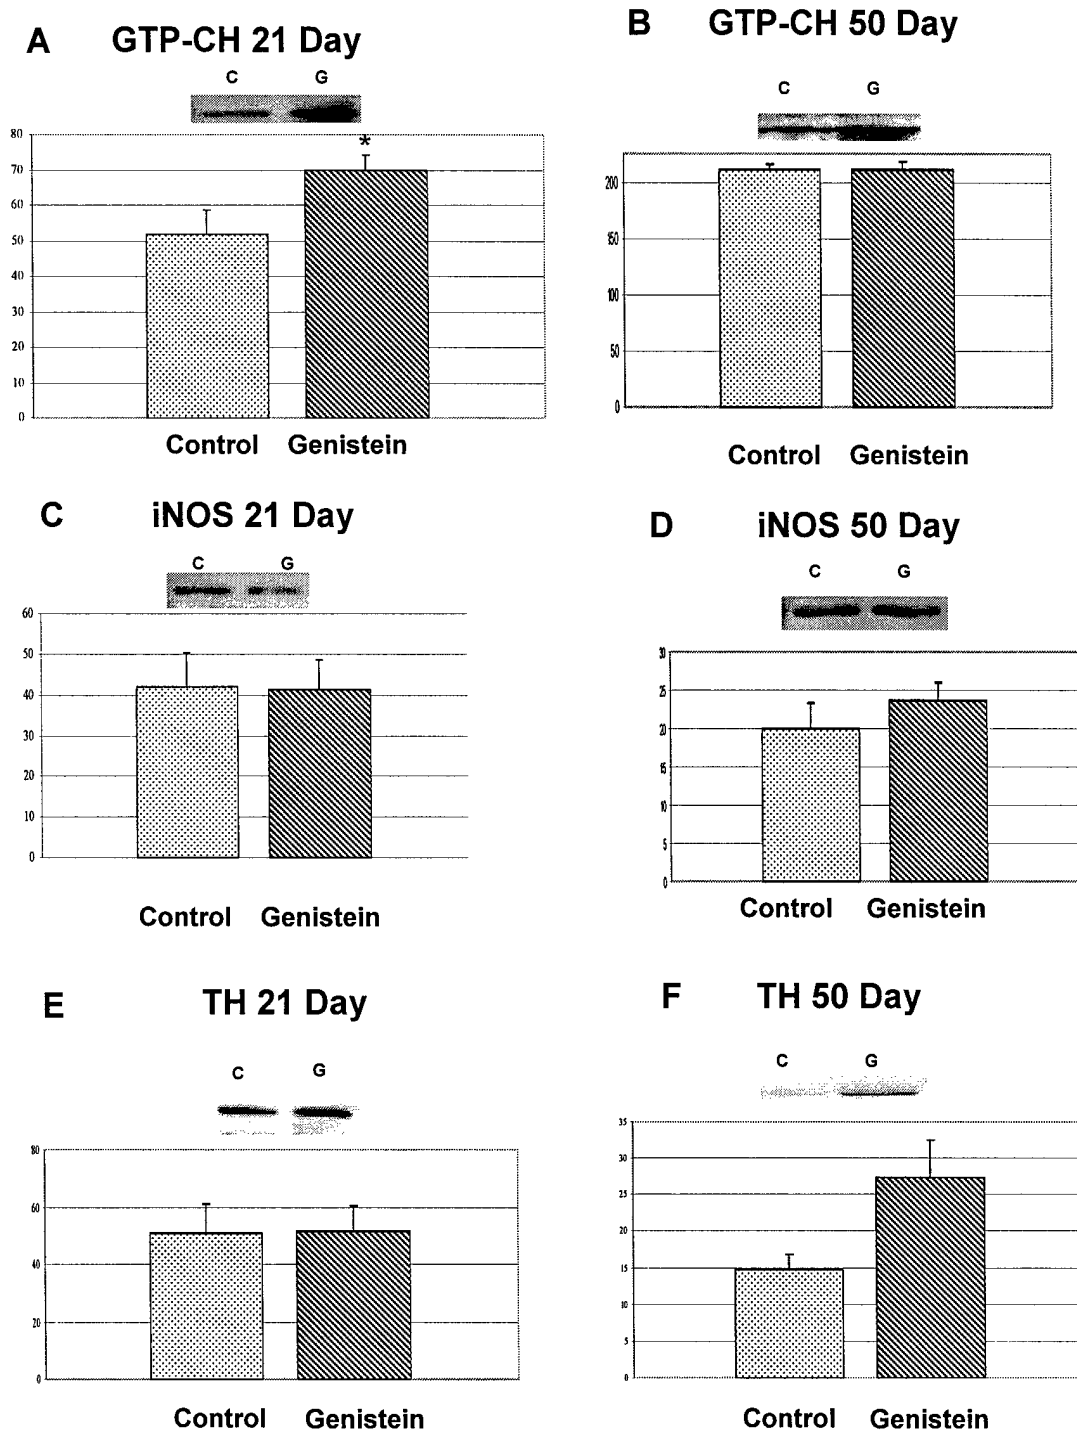 A GTP-CH 21 Day
C G
*
80
70
60
50
40
30
20
10
0
Control Genistein
B GTP-CH 50 Day
C G
200
150
100
50
0
Control Genistein
C iNOS 21 Day
C G
60
50
40
30
20
10
0
Control Genistein
D iNOS 50 Day
C G
30
25
20
15
10
5
0
Control Genistein
E TH 21 Day
C G
80
60
40
20
0
Control Genistein
F TH 50 Day
C G
35
30
25
20
15
10
5
0
Control Genistein